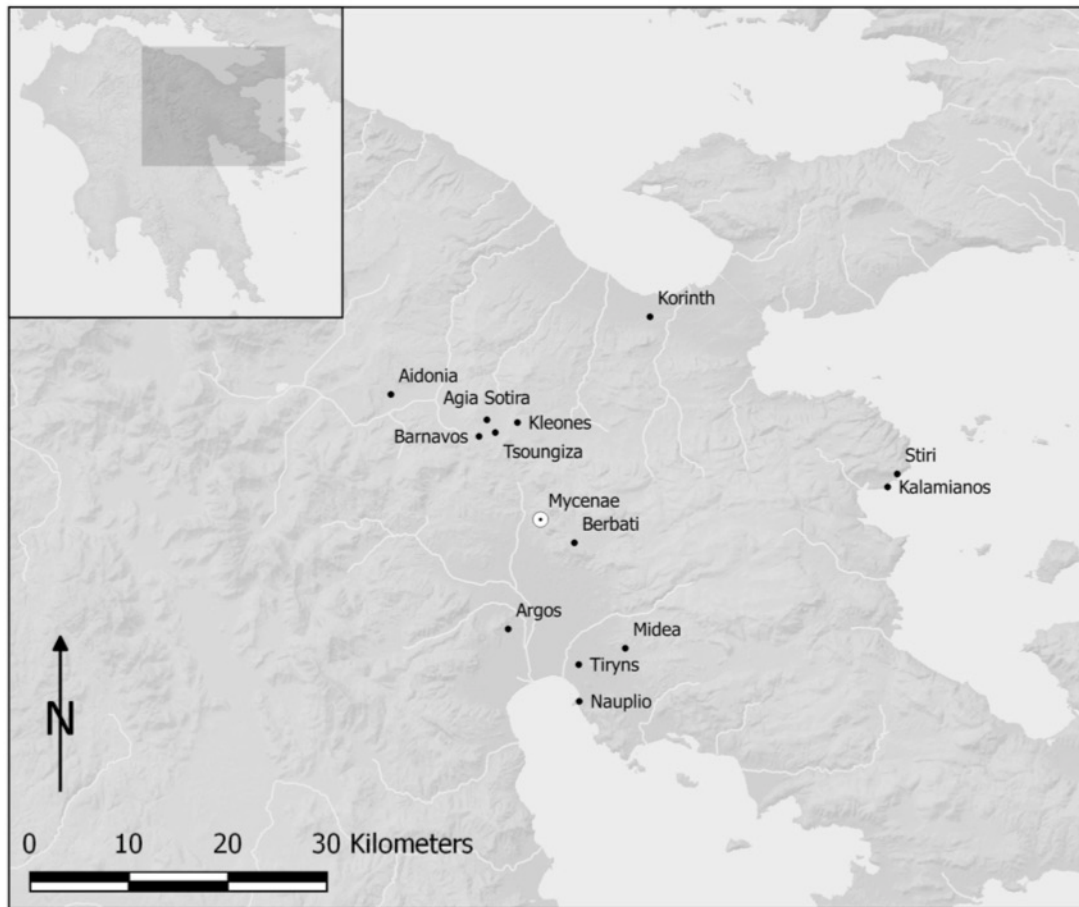 Korinth
Aidonia
Agia Sotira
Kleones
Barnavos
Tsoungiza
Stiri
Kalamianos
Mycenae
Berbati
Argos
Midea
Tiryns
Nauplio
N
0 10 20 30 Kilometers